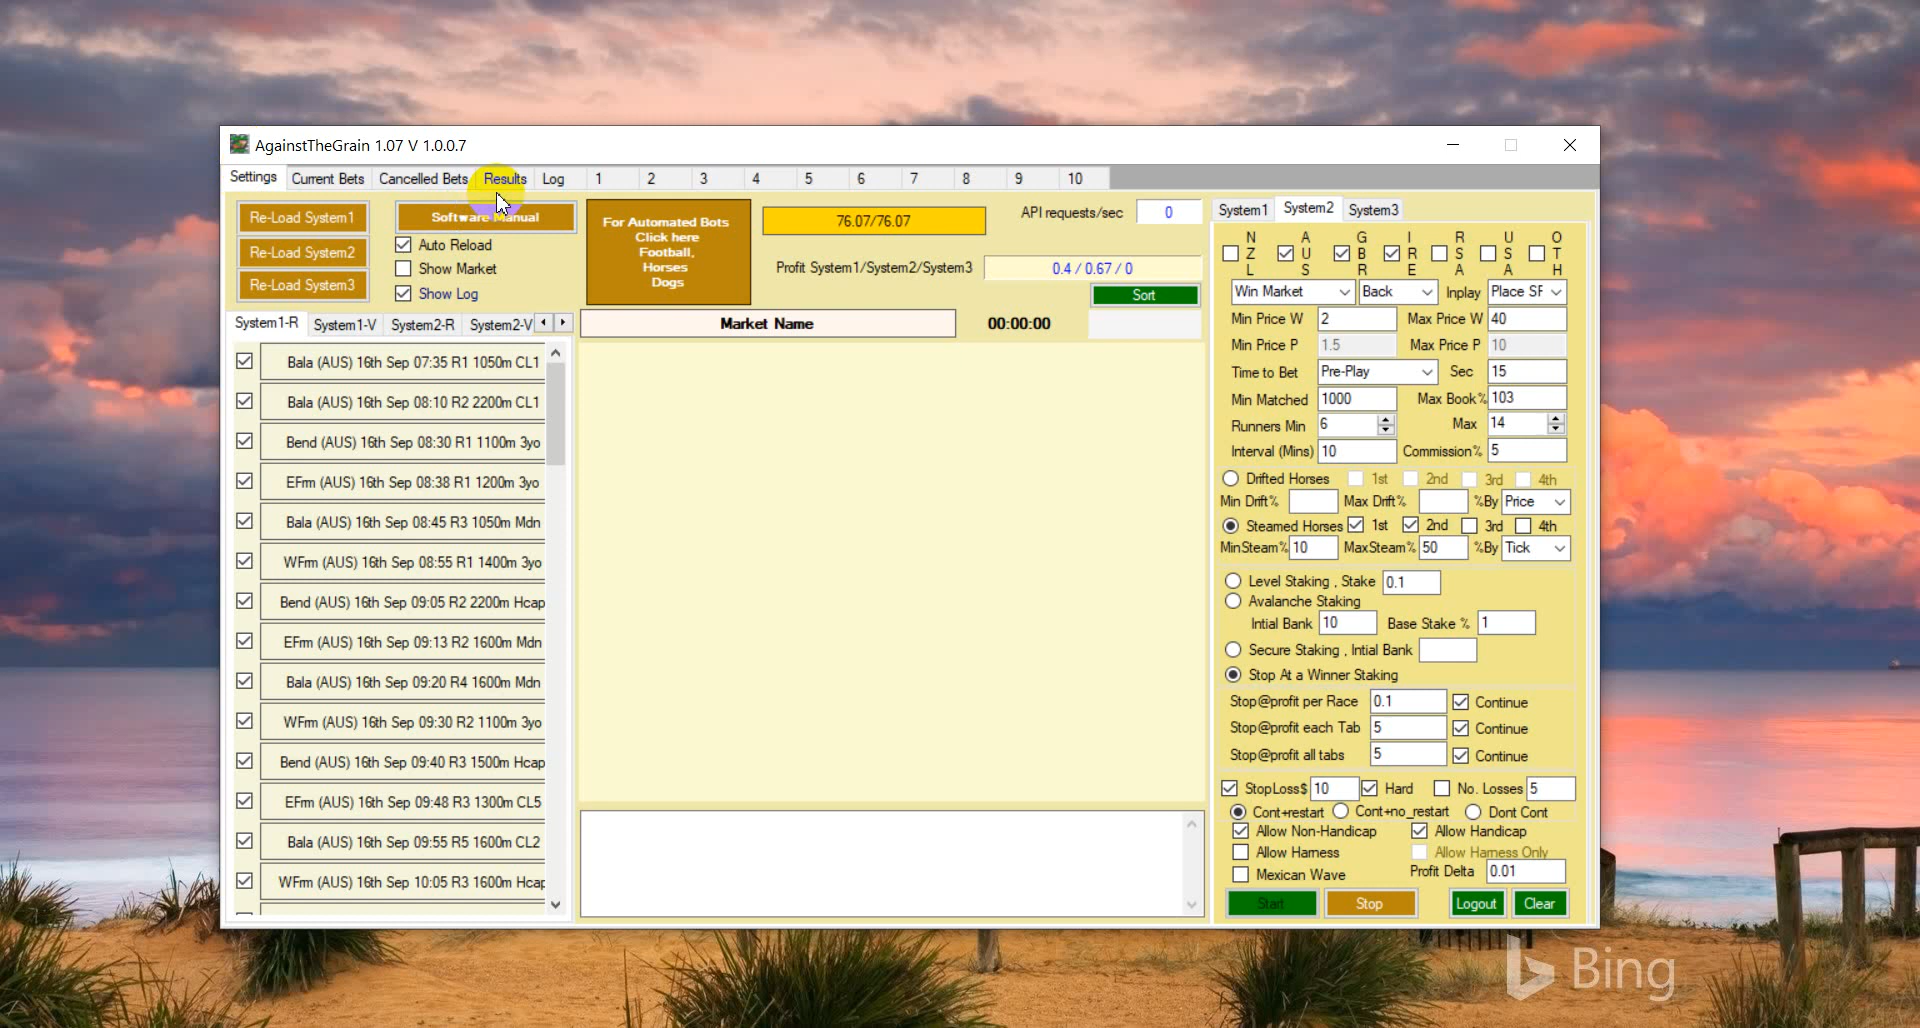 AgainstTheGrain 1.07 V 1.0.0.7
Settings Current Bets Cancelled Bets Results Log 1 2 3 4 5 6 7 8 9 10
Re-Load System1
Re-Load System2
Re-Load System3
Software Manual
Auto Reload
Show Market
Show Log
For Automated Bots
Click here
Football,
Horses
Dogs
76.07/76.07
API requests/sec 0
Profit System1/System2/System3 0.4 / 0.67 / 0
Sort
System1-R System1-V System2-R System2-V
Market Name 00:00:00
Bala (AUS) 16th Sep 07:35 R1 1050m CL1
Bala (AUS) 16th Sep 08:10 R2 2200m CL1
Bend (AUS) 16th Sep 08:30 R1 1100m 3yo
EFrm (AUS) 16th Sep 08:38 R1 1200m 3yo
Bala (AUS) 16th Sep 08:45 R3 1050m Mdn
WFrm (AUS) 16th Sep 08:55 R1 1400m 3yo
Bend (AUS) 16th Sep 09:05 R2 2200m Hcap
EFrm (AUS) 16th Sep 09:13 R2 1600m Mdn
Bala (AUS) 16th Sep 09:20 R4 1600m Mdn
WFrm (AUS) 16th Sep 09:30 R2 1100m 3yo
Bend (AUS) 16th Sep 09:40 R3 1500m Hcap
EFrm (AUS) 16th Sep 09:48 R3 1300m CL5
Bala (AUS) 16th Sep 09:55 R5 1600m CL2
WFrm (AUS) 16th Sep 10:05 R3 1600m Hcap
System1 System2 System3
NZL AUS GBR IRE RSA USA OTH
Win Market Back Inplay Place SF
Min Price W 2 Max Price W 40
Min Price P 1.5 Max Price P 10
Time to Bet Pre-Play Sec 15
Min Matched 1000 Max Book% 103
Runners Min 6 Max 14
Interval (Mins) 10 Commission% 5
Drifted Horses 1st 2nd 3rd 4th
Min Drift% Max Drift% %By Price
Steamed Horses 1st 2nd 3rd 4th
MinSteam% 10 MaxSteam% 50 %By Tick
Level Staking , Stake 0.1
Avalanche Staking
Intial Bank 10 Base Stake % 1
Secure Staking , Intial Bank
Stop At a Winner Staking
Stop@profit per Race 0.1 Continue
Stop@profit each Tab 5 Continue
Stop@profit all tabs 5 Continue
StopLoss$ 10 Hard No. Losses 5
Cont+restart Cont+no_restart Dont Cont
Allow Non-Handicap Allow Handicap
Allow Harness Allow Harness Only
Mexican Wave Profit Delta 0.01
Start Stop Logout Clear
Bing